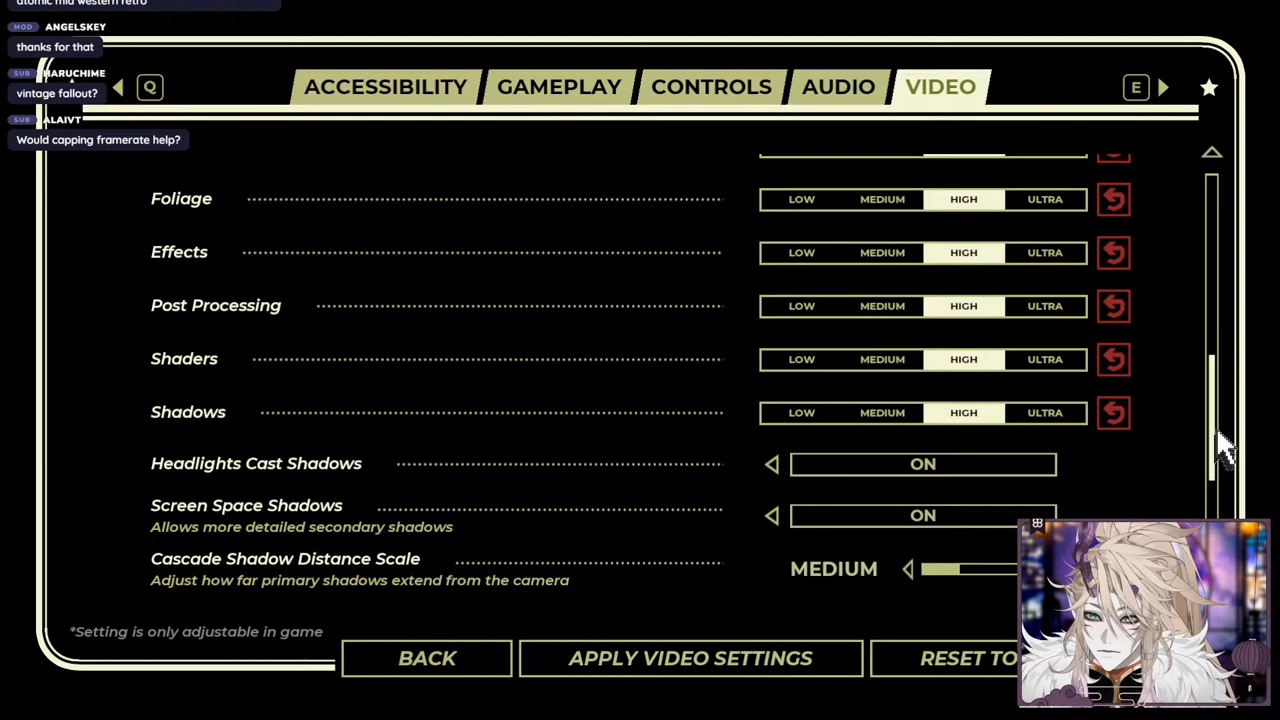 atomic mid western retro
MOD ANGELSKEY
thanks for that
SUB HARUCHIME
vintage fallout?
SUB ALAIVT
Would capping framerate help?
Q
ACCESSIBILITY
GAMEPLAY
CONTROLS
AUDIO
VIDEO
E
Foliage LOW MEDIUM HIGH ULTRA
Effects LOW MEDIUM HIGH ULTRA
Post Processing LOW MEDIUM HIGH ULTRA
Shaders LOW MEDIUM HIGH ULTRA
Shadows LOW MEDIUM HIGH ULTRA
Headlights Cast Shadows ON
Screen Space Shadows ON
Allows more detailed secondary shadows
Cascade Shadow Distance Scale MEDIUM
Adjust how far primary shadows extend from the camera
*Setting is only adjustable in game
BACK
APPLY VIDEO SETTINGS
RESET TO